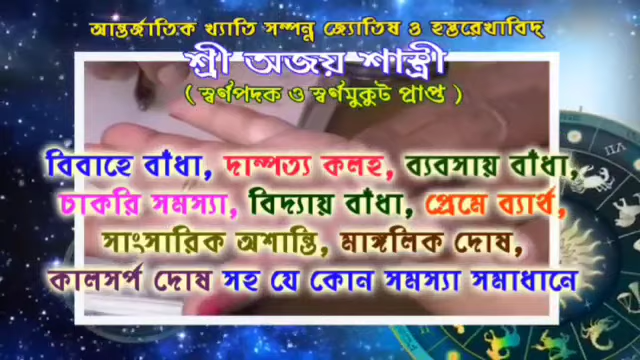 আন্তর্জাতিক খ্যাতি সম্পন্ন জ্যোতিষ ও হস্তরেখাবিদ্
শ্রী অজয় শাস্ত্রী
( স্বর্ণপদক ও স্বর্ণমুকুট প্রাপ্ত )
বিবাহে বাঁধা, দাম্পত্য কলহ, ব্যবসায় বাঁধা,
চাকরি সমস্যা, বিদ্যায় বাঁধা, প্রেমে ব্যার্থ,
সাংসারিক অশান্তি, মাঙ্গলিক দোষ,
কালসর্প দোষ সহ যে কোন সমস্যা সমাধানে